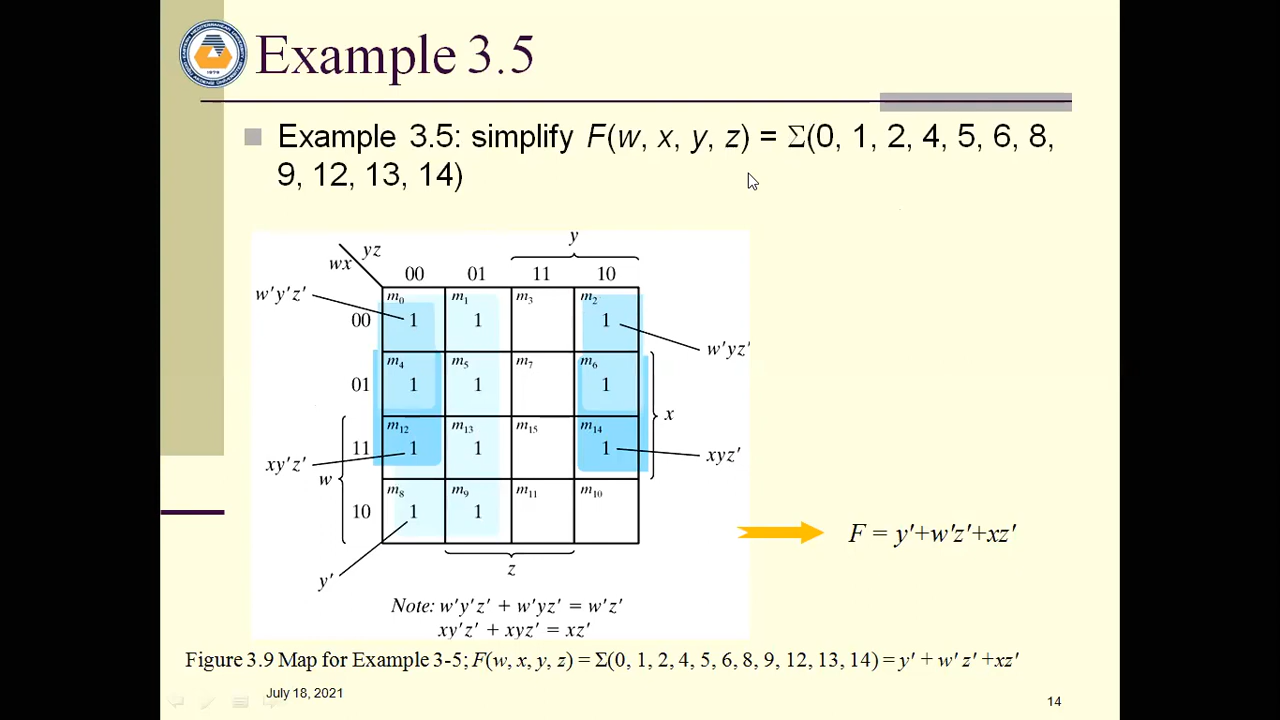 Example 3.5
Example 3.5: simplify F(w, x, y, z) = Σ(0, 1, 2, 4, 5, 6, 8,
9, 12, 13, 14)
y
yz
wx
00 01 11 10
w'y'z'
m0 m1 m3 m2
00 1 1 1
w'yz'
m4 m5 m7 m6
01 1 1 1
x
m12 m13 m15 m14
11 1 1 1
xy'z'
xyz'
w
m8 m9 m11 m10
10 1 1
F = y'+w'z'+xz'
z
y'
Note: w'y'z' + w'yz' = w'z'
xy'z' + xyz' = xz'
Figure 3.9 Map for Example 3-5; F(w, x, y, z) = Σ(0, 1, 2, 4, 5, 6, 8, 9, 12, 13, 14) = y' + w' z' +xz'
July 18, 2021
14